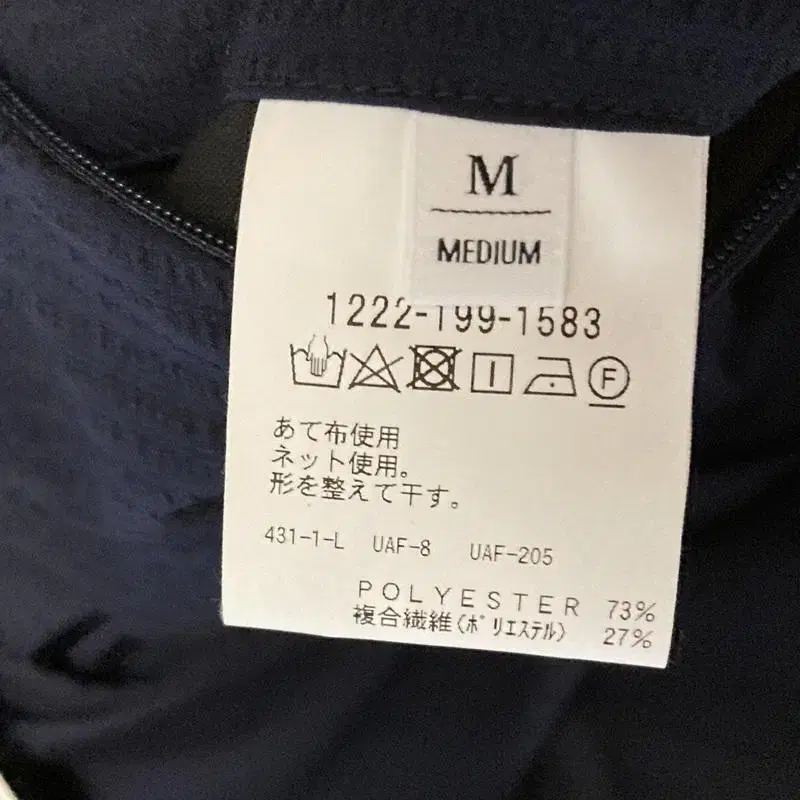 M
MEDIUM
1222-199-1583
F
あて布使用
ネット使用。
形を整えて干す。
431-1-L UAF-8 UAF-205
POLYESTER 73%
複合繊維(ポリエステル) 27%